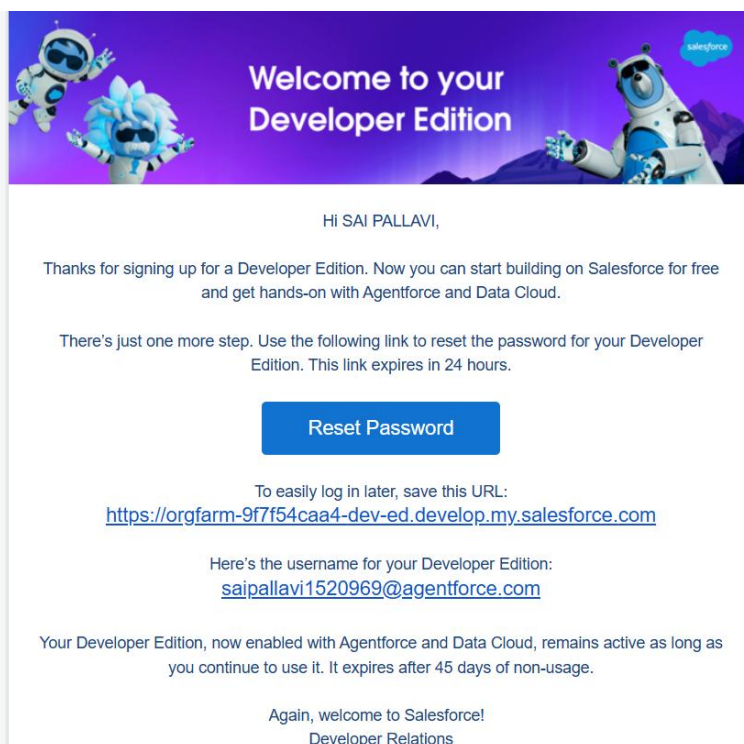 salesforce
Welcome to your
Developer Edition
Hi SAI PALLAVI,
Thanks for signing up for a Developer Edition. Now you can start building on Salesforce for free
and get hands-on with Agentforce and Data Cloud.
There's just one more step. Use the following link to reset the password for your Developer
Edition. This link expires in 24 hours.
Reset Password
To easily log in later, save this URL:
https://orgfarm-9f7f54caa4-dev-ed.develop.my.salesforce.com
Here's the username for your Developer Edition:
saipallavi1520969@agentforce.com
Your Developer Edition, now enabled with Agentforce and Data Cloud, remains active as long as
you continue to use it. It expires after 45 days of non-usage.
Again, welcome to Salesforce!
Developer Relations